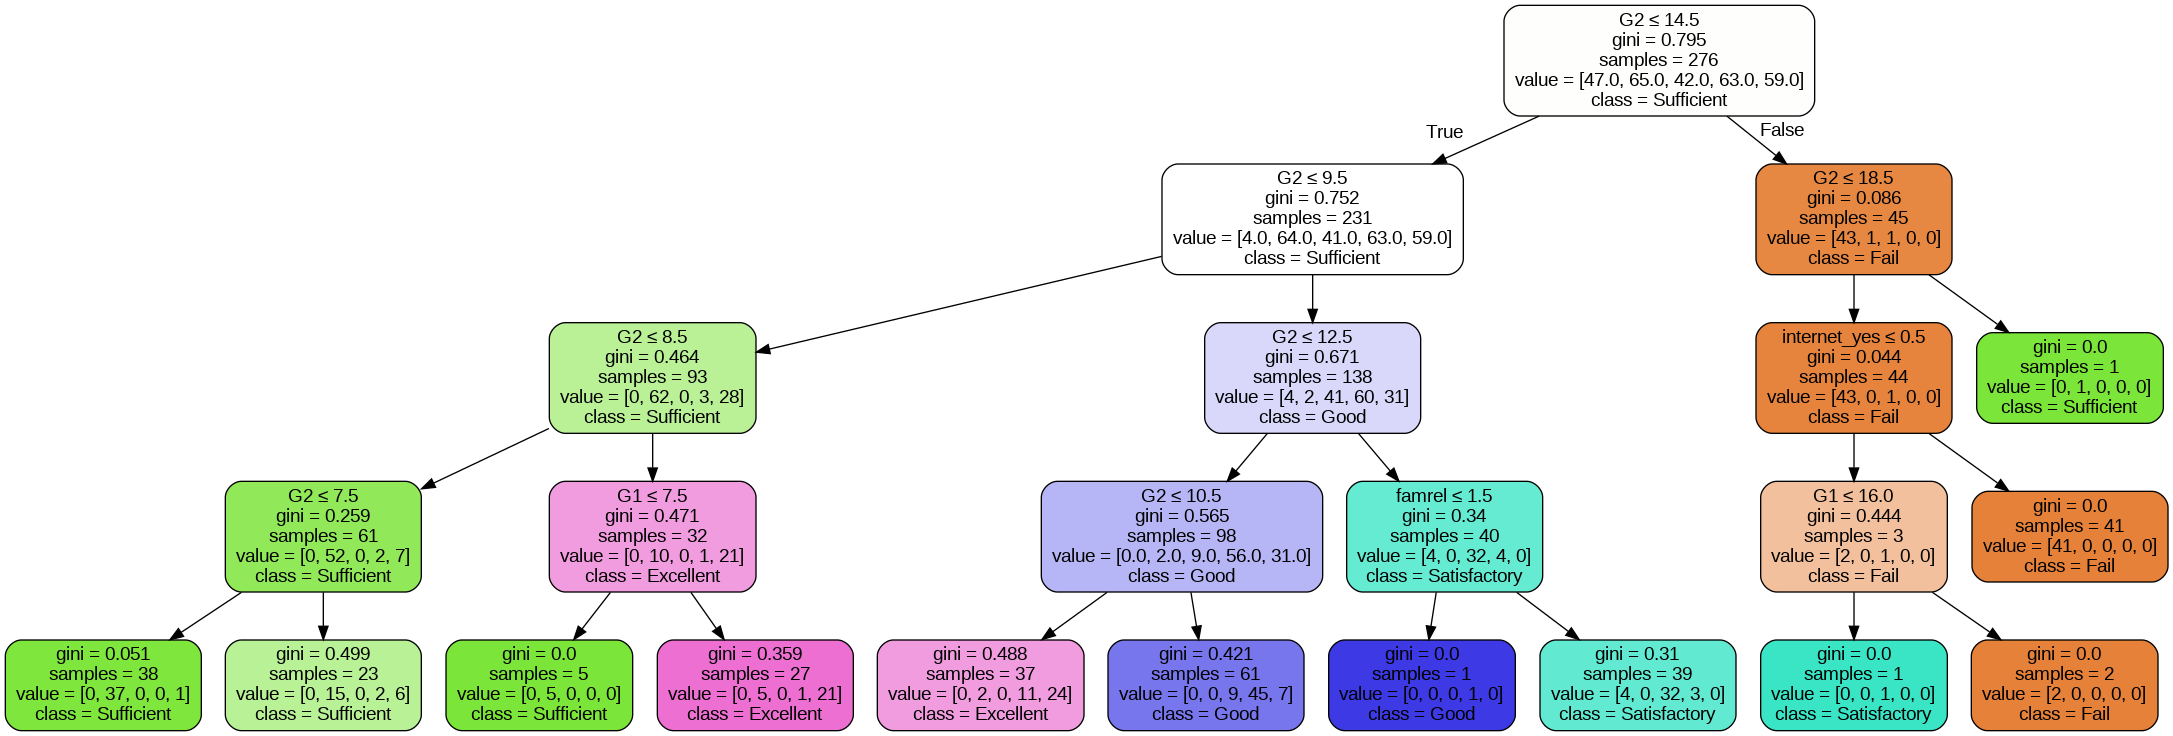 G2 ≤ 14.5
gini = 0.795
samples = 276
value = [47.0, 65.0, 42.0, 63.0, 59.0]
class = Sufficient
True
False
G2 ≤ 9.5
gini = 0.752
samples = 231
value = [4.0, 64.0, 41.0, 63.0, 59.0]
class = Sufficient
G2 ≤ 18.5
gini = 0.086
samples = 45
value = [43, 1, 1, 0, 0]
class = Fail
G2 ≤ 8.5
gini = 0.464
samples = 93
value = [0, 62, 0, 3, 28]
class = Sufficient
G2 ≤ 12.5
gini = 0.671
samples = 138
value = [4, 2, 41, 60, 31]
class = Good
internet_yes ≤ 0.5
gini = 0.044
samples = 44
value = [43, 0, 1, 0, 0]
class = Fail
gini = 0.0
samples = 1
value = [0, 1, 0, 0, 0]
class = Sufficient
G2 ≤ 7.5
gini = 0.259
samples = 61
value = [0, 52, 0, 2, 7]
class = Sufficient
G1 ≤ 7.5
gini = 0.471
samples = 32
value = [0, 10, 0, 1, 21]
class = Excellent
G2 ≤ 10.5
gini = 0.565
samples = 98
value = [0.0, 2.0, 9.0, 56.0, 31.0]
class = Good
famrel ≤ 1.5
gini = 0.34
samples = 40
value = [4, 0, 32, 4, 0]
class = Satisfactory
G1 ≤ 16.0
gini = 0.444
samples = 3
value = [2, 0, 1, 0, 0]
class = Fail
gini = 0.0
samples = 41
value = [41, 0, 0, 0, 0]
class = Fail
gini = 0.051
samples = 38
value = [0, 37, 0, 0, 1]
class = Sufficient
gini = 0.499
samples = 23
value = [0, 15, 0, 2, 6]
class = Sufficient
gini = 0.0
samples = 5
value = [0, 5, 0, 0, 0]
class = Sufficient
gini = 0.359
samples = 27
value = [0, 5, 0, 1, 21]
class = Excellent
gini = 0.488
samples = 37
value = [0, 2, 0, 11, 24]
class = Excellent
gini = 0.421
samples = 61
value = [0, 0, 9, 45, 7]
class = Good
gini = 0.0
samples = 1
value = [0, 0, 0, 1, 0]
class = Good
gini = 0.31
samples = 39
value = [4, 0, 32, 3, 0]
class = Satisfactory
gini = 0.0
samples = 1
value = [0, 0, 1, 0, 0]
class = Satisfactory
gini = 0.0
samples = 2
value = [2, 0, 0, 0, 0]
class = Fail